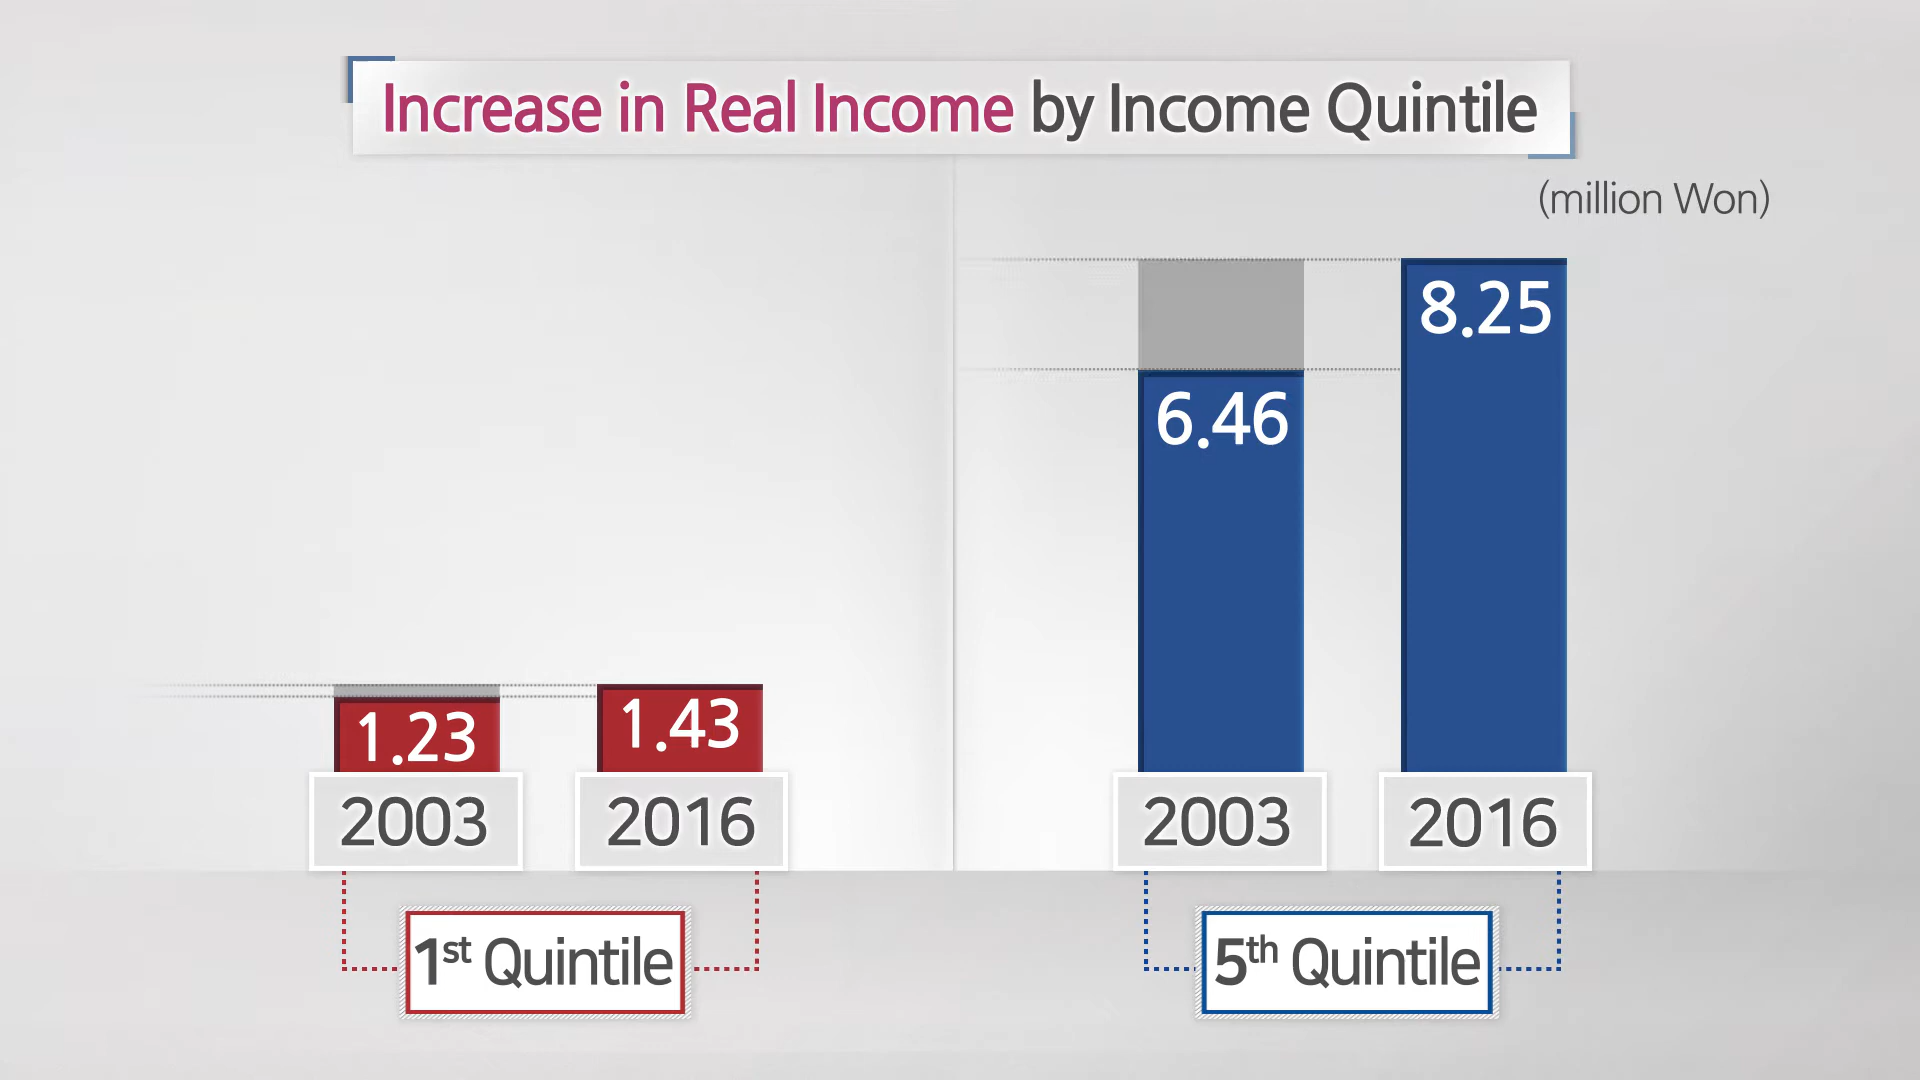 Increase in Real Income by Income Quintile
(million Won)
1.23
1.43
6.46
8.25
2003
2016
2003
2016
1st Quintile
5th Quintile